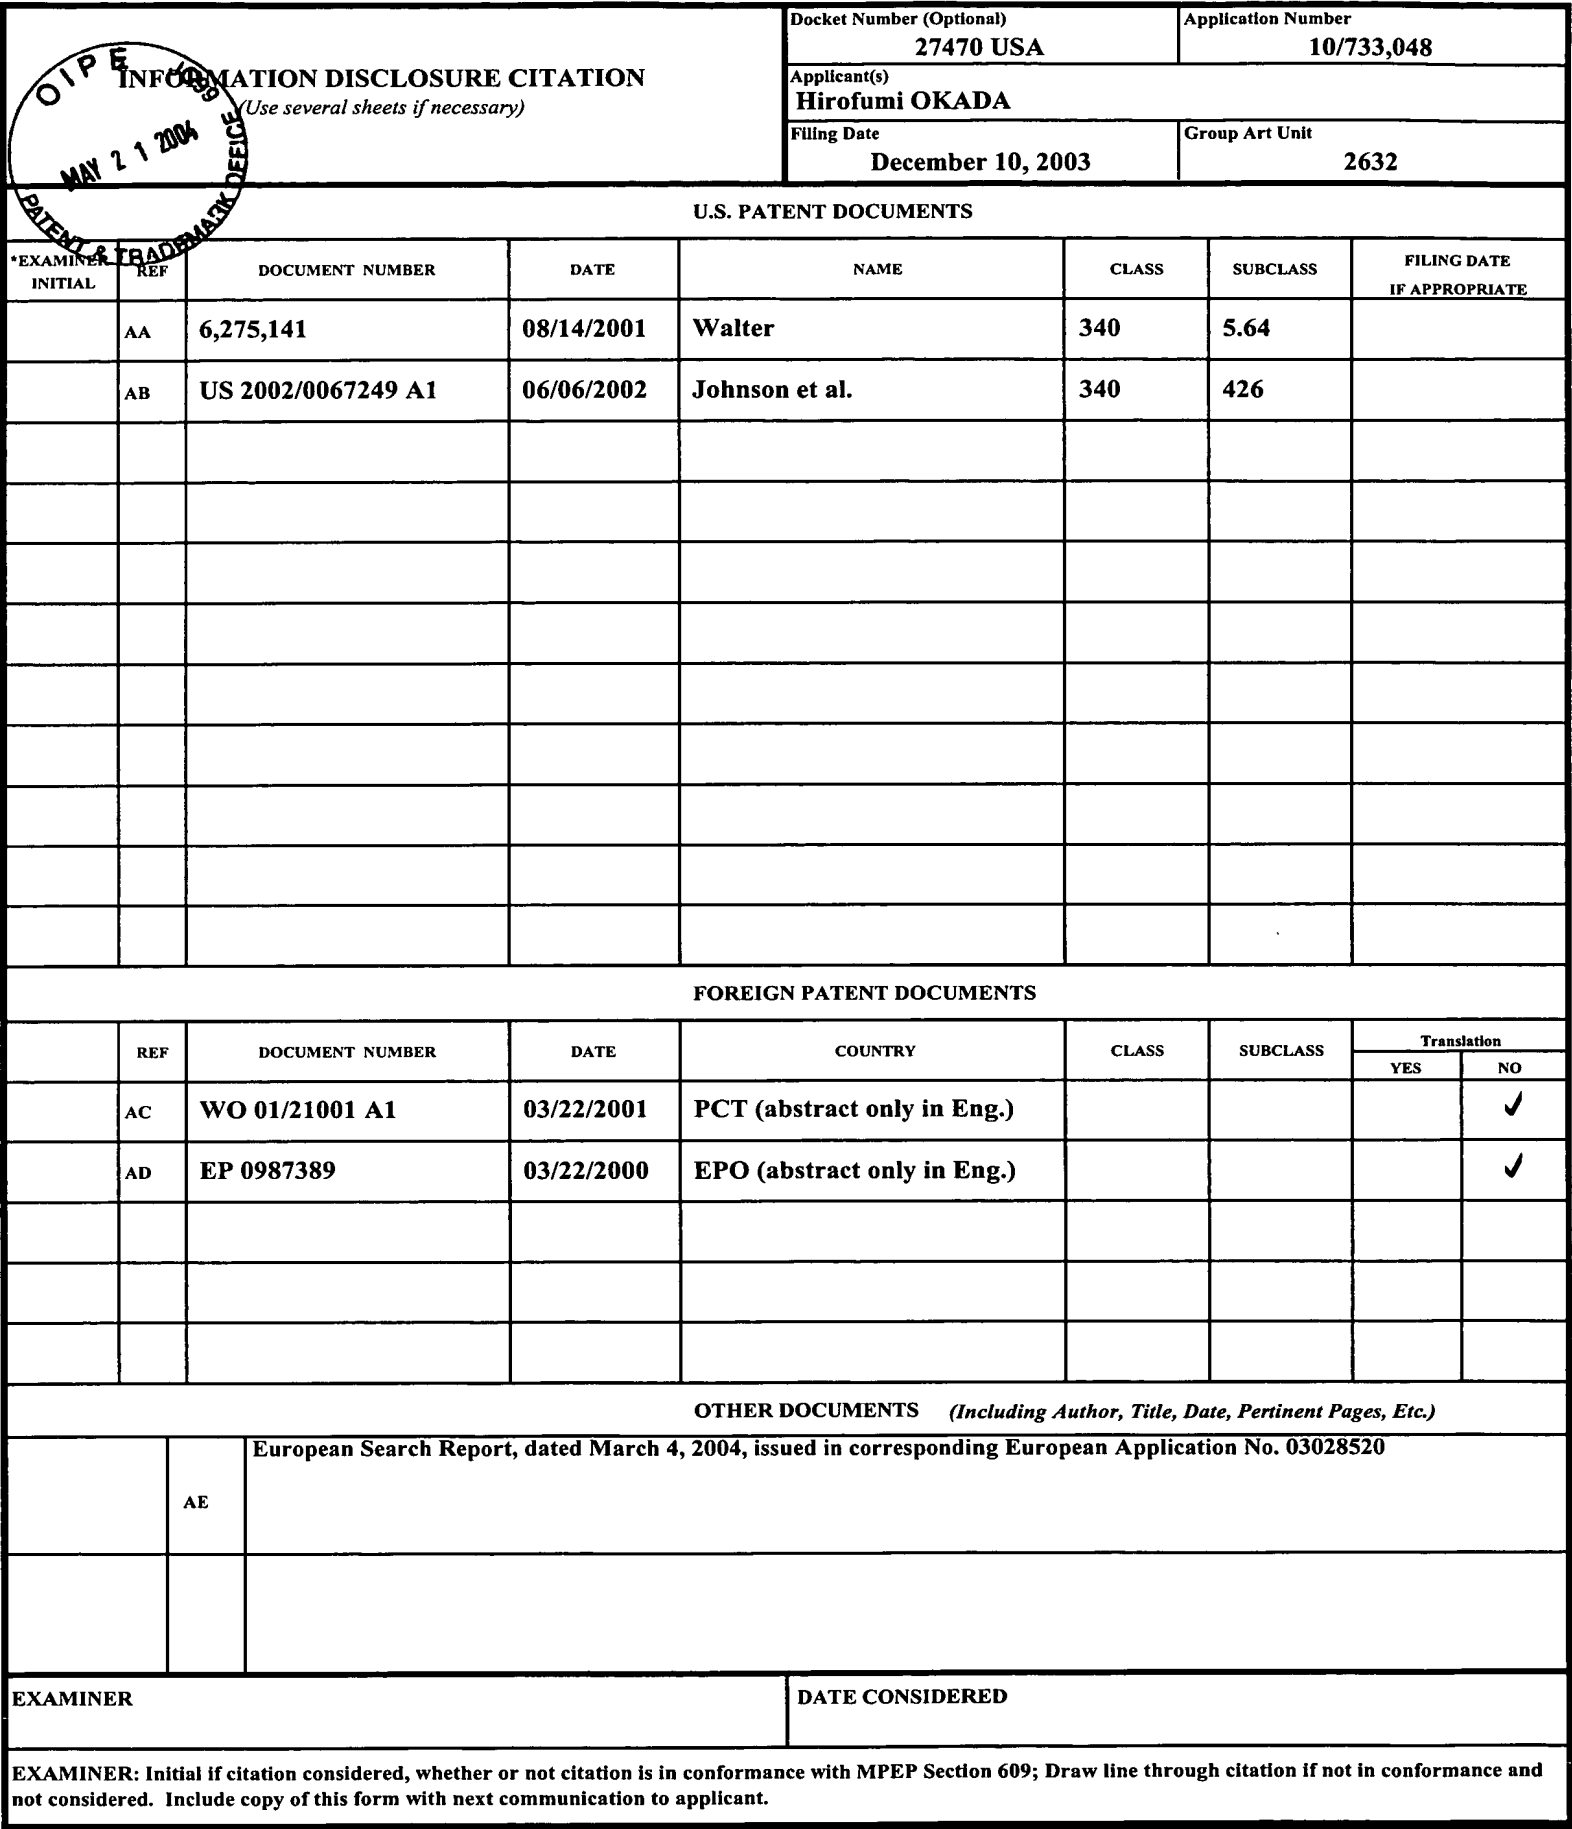 Docket Number (Optional)
27470 USA
Application Number
10/733,048
INFORMATION DISCLOSURE CITATION
(Use several sheets if necessary)
Applicant(s)
Hirofumi OKADA
Filing Date
December 10, 2003
Group Art Unit
2632
OIPE
MAY 21 2004
PATENT & TRADEMARK OFFICE
U.S. PATENT DOCUMENTS
*EXAMINER INITIAL REF DOCUMENT NUMBER DATE NAME CLASS SUBCLASS FILING DATE IF APPROPRIATE
AA 6,275,141 08/14/2001 Walter 340 5.64
AB US 2002/0067249 A1 06/06/2002 Johnson et al. 340 426
FOREIGN PATENT DOCUMENTS
REF DOCUMENT NUMBER DATE COUNTRY CLASS SUBCLASS Translation
YES NO
AC WO 01/21001 A1 03/22/2001 PCT (abstract only in Eng.) ✓
AD EP 0987389 03/22/2000 EPO (abstract only in Eng.) ✓
OTHER DOCUMENTS (Including Author, Title, Date, Pertinent Pages, Etc.)
European Search Report, dated March 4, 2004, issued in corresponding European Application No. 03028520
AE
EXAMINER
DATE CONSIDERED
EXAMINER: Initial if citation considered, whether or not citation is in conformance with MPEP Section 609; Draw line through citation if not in conformance and
not considered. Include copy of this form with next communication to applicant.